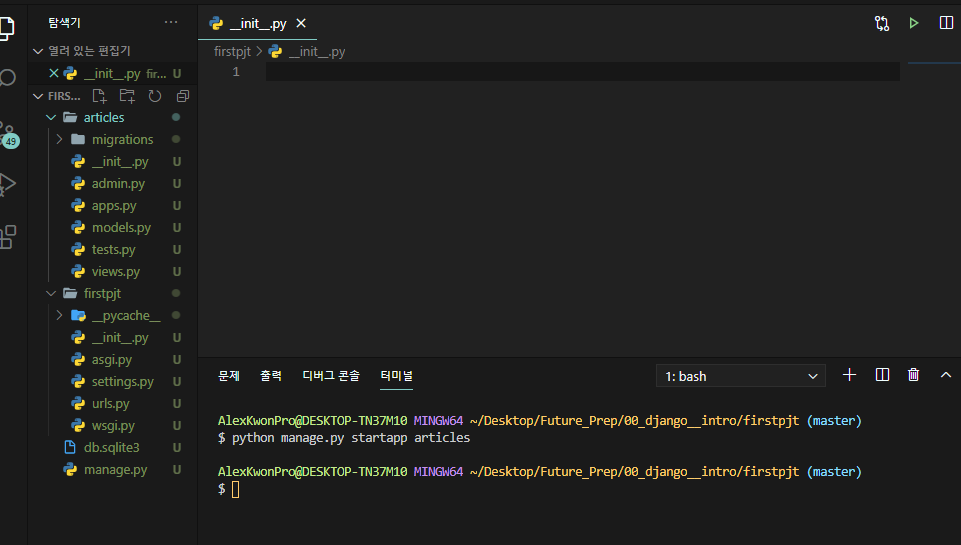 탐색기
···
__init__.py
열려 있는 편집기
__init__.py fir... U
firstpjt > __init__.py
1
FIRS...
articles
49
migrations
__init__.py U
admin.py U
apps.py U
models.py U
tests.py U
views.py U
firstpjt
__pycache__
__init__.py U
asgi.py U
settings.py U
urls.py U
wsgi.py U
db.sqlite3 U
manage.py U
문제 출력 디버그 콘솔 터미널
1: bash
AlexKwonPro@DESKTOP-TN37M10 MINGW64 ~/Desktop/Future_Prep/00_django__intro/firstpjt (master)
$ python manage.py startapp articles
AlexKwonPro@DESKTOP-TN37M10 MINGW64 ~/Desktop/Future_Prep/00_django__intro/firstpjt (master)
$